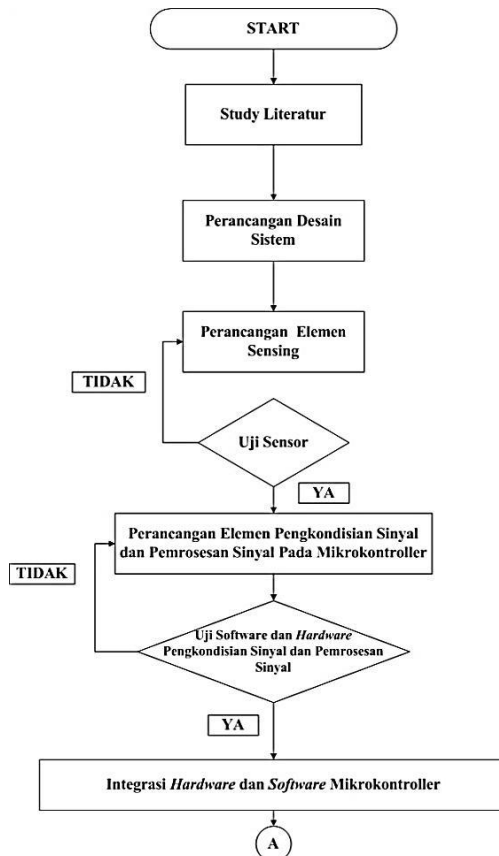 START
Study Literatur
Perancangan Desain
Sistem
Perancangan Elemen
Sensing
TIDAK
Uji Sensor
YA
Perancangan Elemen Pengkondisian Sinyal
dan Pemrosesan Sinyal Pada Mikrokontroller
TIDAK
Uji Software dan Hardware
Pengkondisian Sinyal dan Pemrosesan
Sinyal
YA
Integrasi Hardware dan Software Mikrokontroller
A